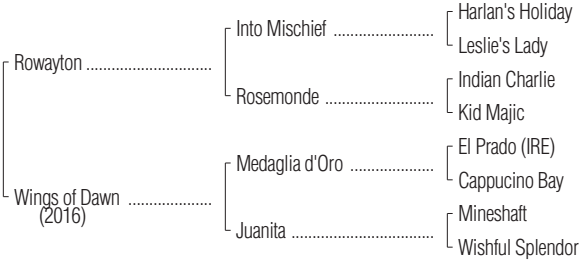 Harlan's Holiday
Into Mischief ..........................
Leslie's Lady
Rowayton ................................
Indian Charlie
Rosemonde ............................
Kid Majic
El Prado (IRE)
Medaglia d'Oro .....................
Cappucino Bay
Wings of Dawn .....................
(2016)
Mineshaft
Juanita ....................................
Wishful Splendor